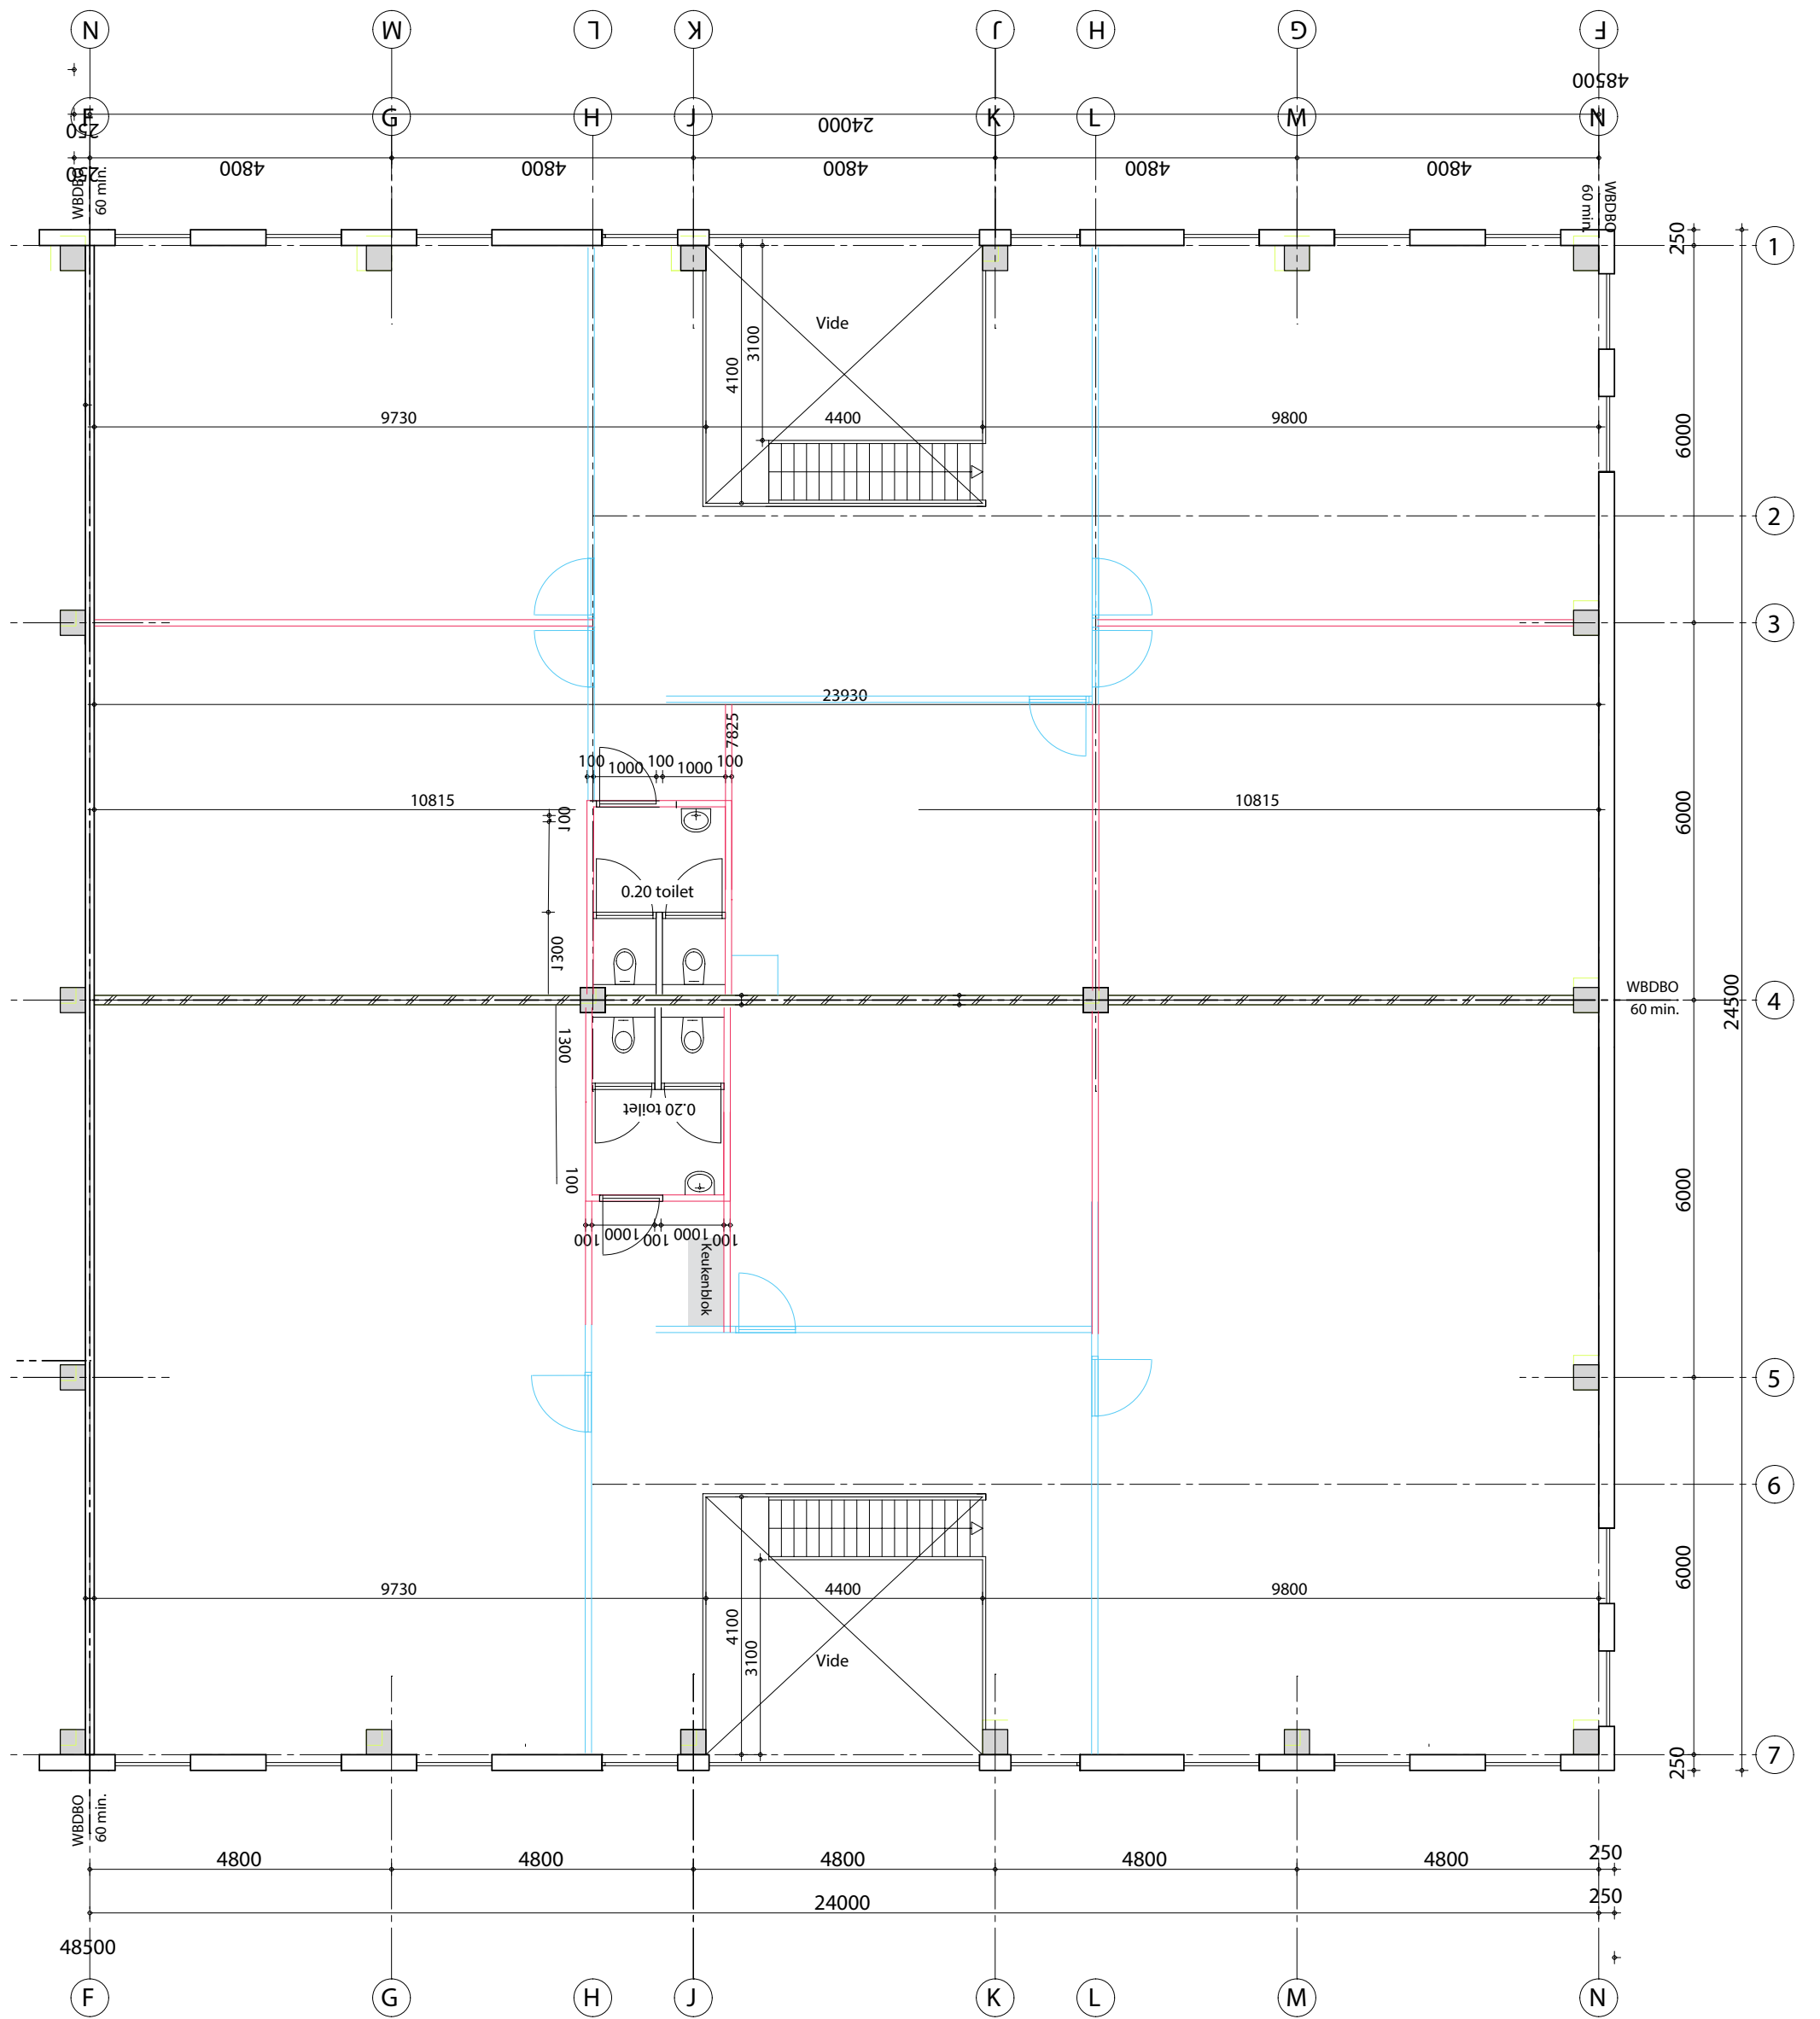 N M L K J H G F
48500
F G H J K L M N
250 24000
250 4800 4800 4800 4800 4800
WBDBO
60 min.
WBDBO
60 min.
250
1
Vide
3100
4100
9730 4400 9800
6000
2
3
23930
7825
100 1000 100 1000 100
10815 10815
100
6000
0.20 toilet
1300
WBDBO
60 min.
4
24500
1300
0.20 toilet
100
6000
100 1000 100 1000 100
Keukenblok
5
6
9730 4400 9800
6000
4100
3100
Vide
250
7
WBDBO
60 min.
4800 4800 4800 4800 4800 250
24000 250
48500
F G H J K L M N